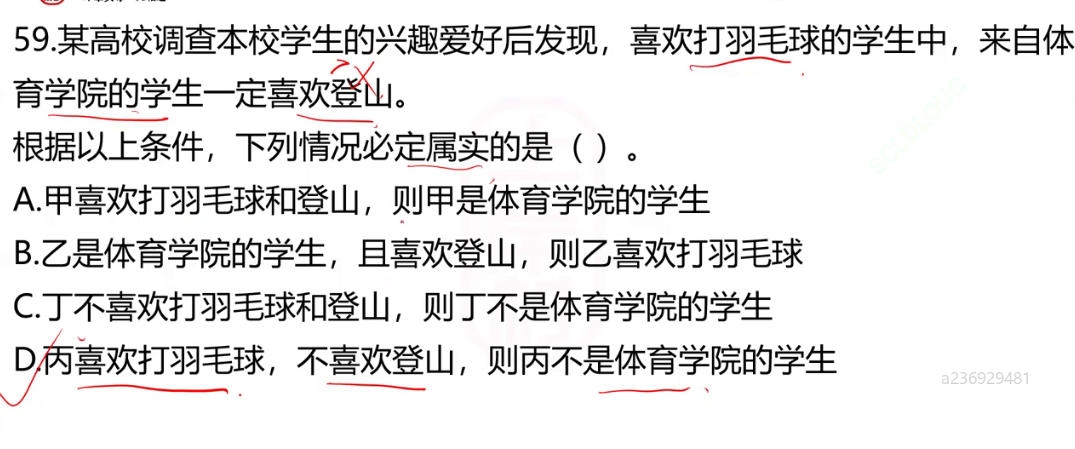 59.某高校调查本校学生的兴趣爱好后发现，喜欢打羽毛球的学生中，来自体
育学院的学生一定喜欢登山。
根据以上条件，下列情况必定属实的是（ ）。
A.甲喜欢打羽毛球和登山，则甲是体育学院的学生
B.乙是体育学院的学生，且喜欢登山，则乙喜欢打羽毛球
C.丁不喜欢打羽毛球和登山，则丁不是体育学院的学生
D.丙喜欢打羽毛球，不喜欢登山，则丙不是体育学院的学生
a236929481